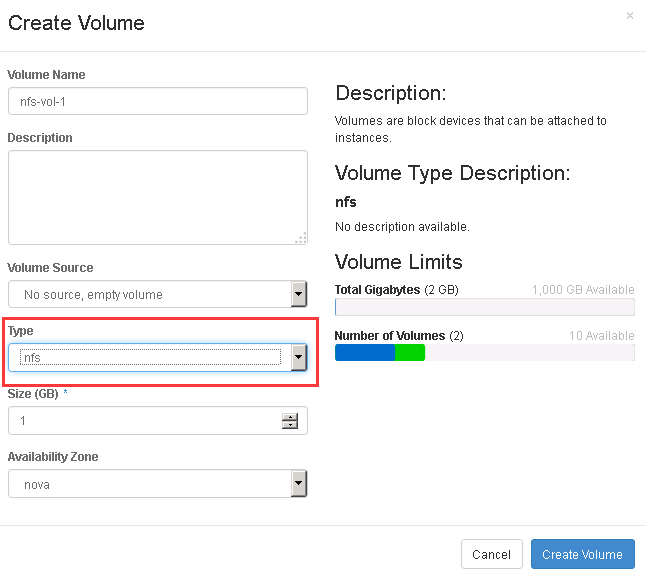 Create Volume
×
Volume Name
nfs-vol-1
Description
Volume Source
No source, empty volume
Type
nfs
Size (GB) *
1
Availability Zone
nova
Description:
Volumes are block devices that can be attached to
instances.
Volume Type Description:
nfs
No description available.
Volume Limits
Total Gigabytes (2 GB) 1,000 GB Available
Number of Volumes (2) 10 Available
Cancel
Create Volume